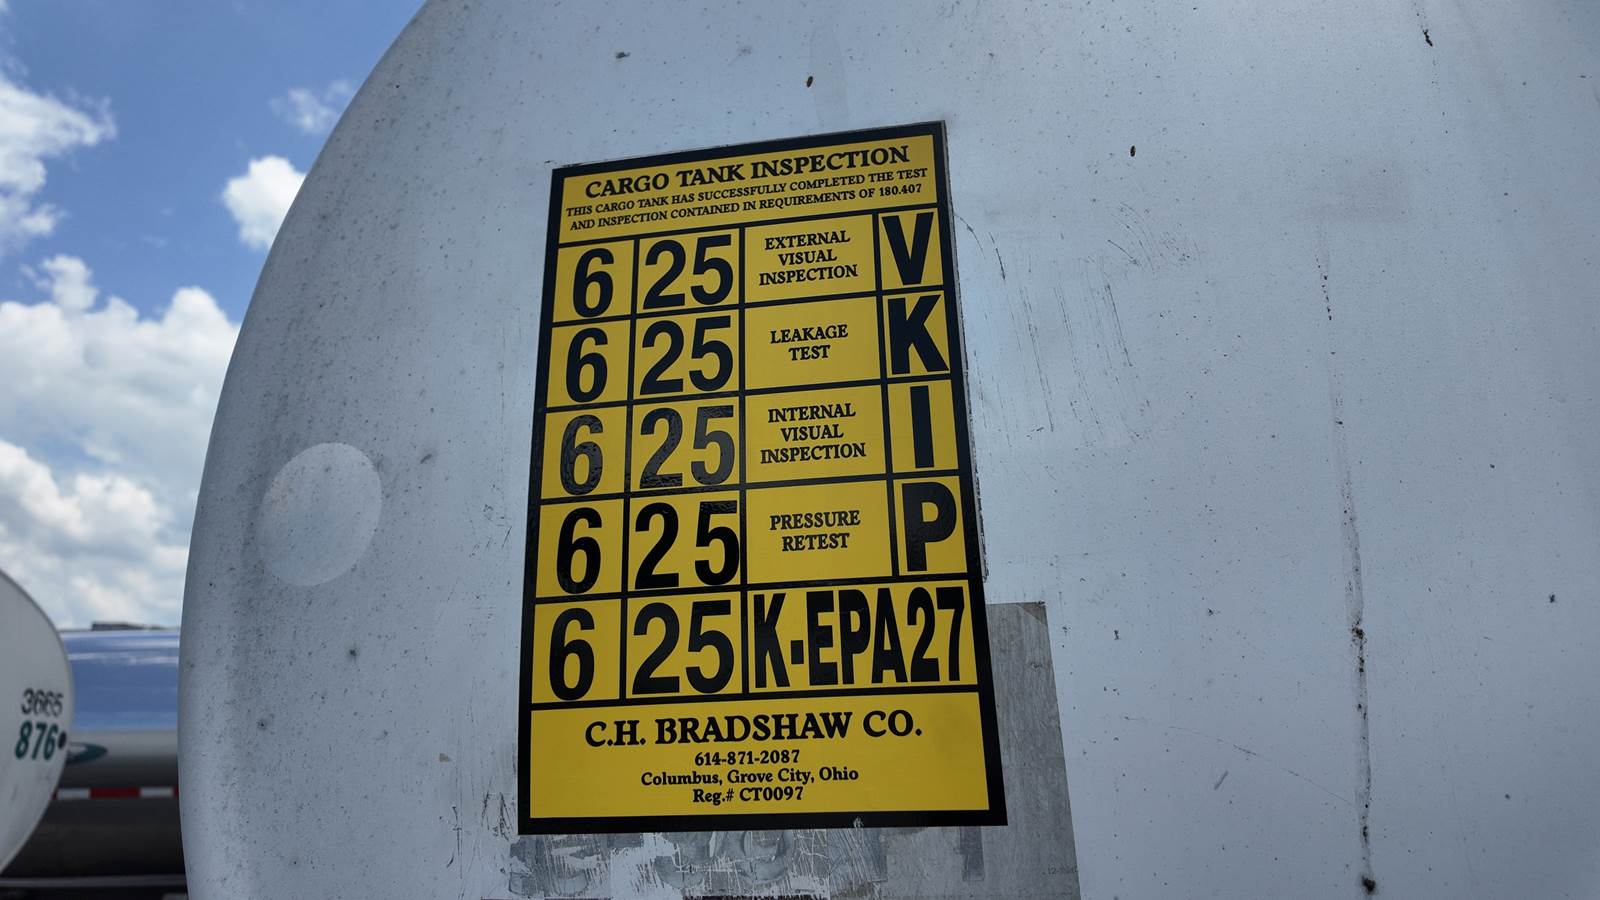 CARGO TANK INSPECTION
THIS CARGO TANK HAS SUCCESSFULLY COMPLETED THE TEST
AND INSPECTION CONTAINED IN REQUIREMENTS OF 180.407
6 25 EXTERNAL VISUAL INSPECTION V
6 25 LEAKAGE TEST K
6 25 INTERNAL VISUAL INSPECTION I
6 25 PRESSURE RETEST P
6 25 K-EPA27
C.H. BRADSHAW CO.
614-871-2087
Columbus, Grove City, Ohio
Reg.# CT0097
3665
876